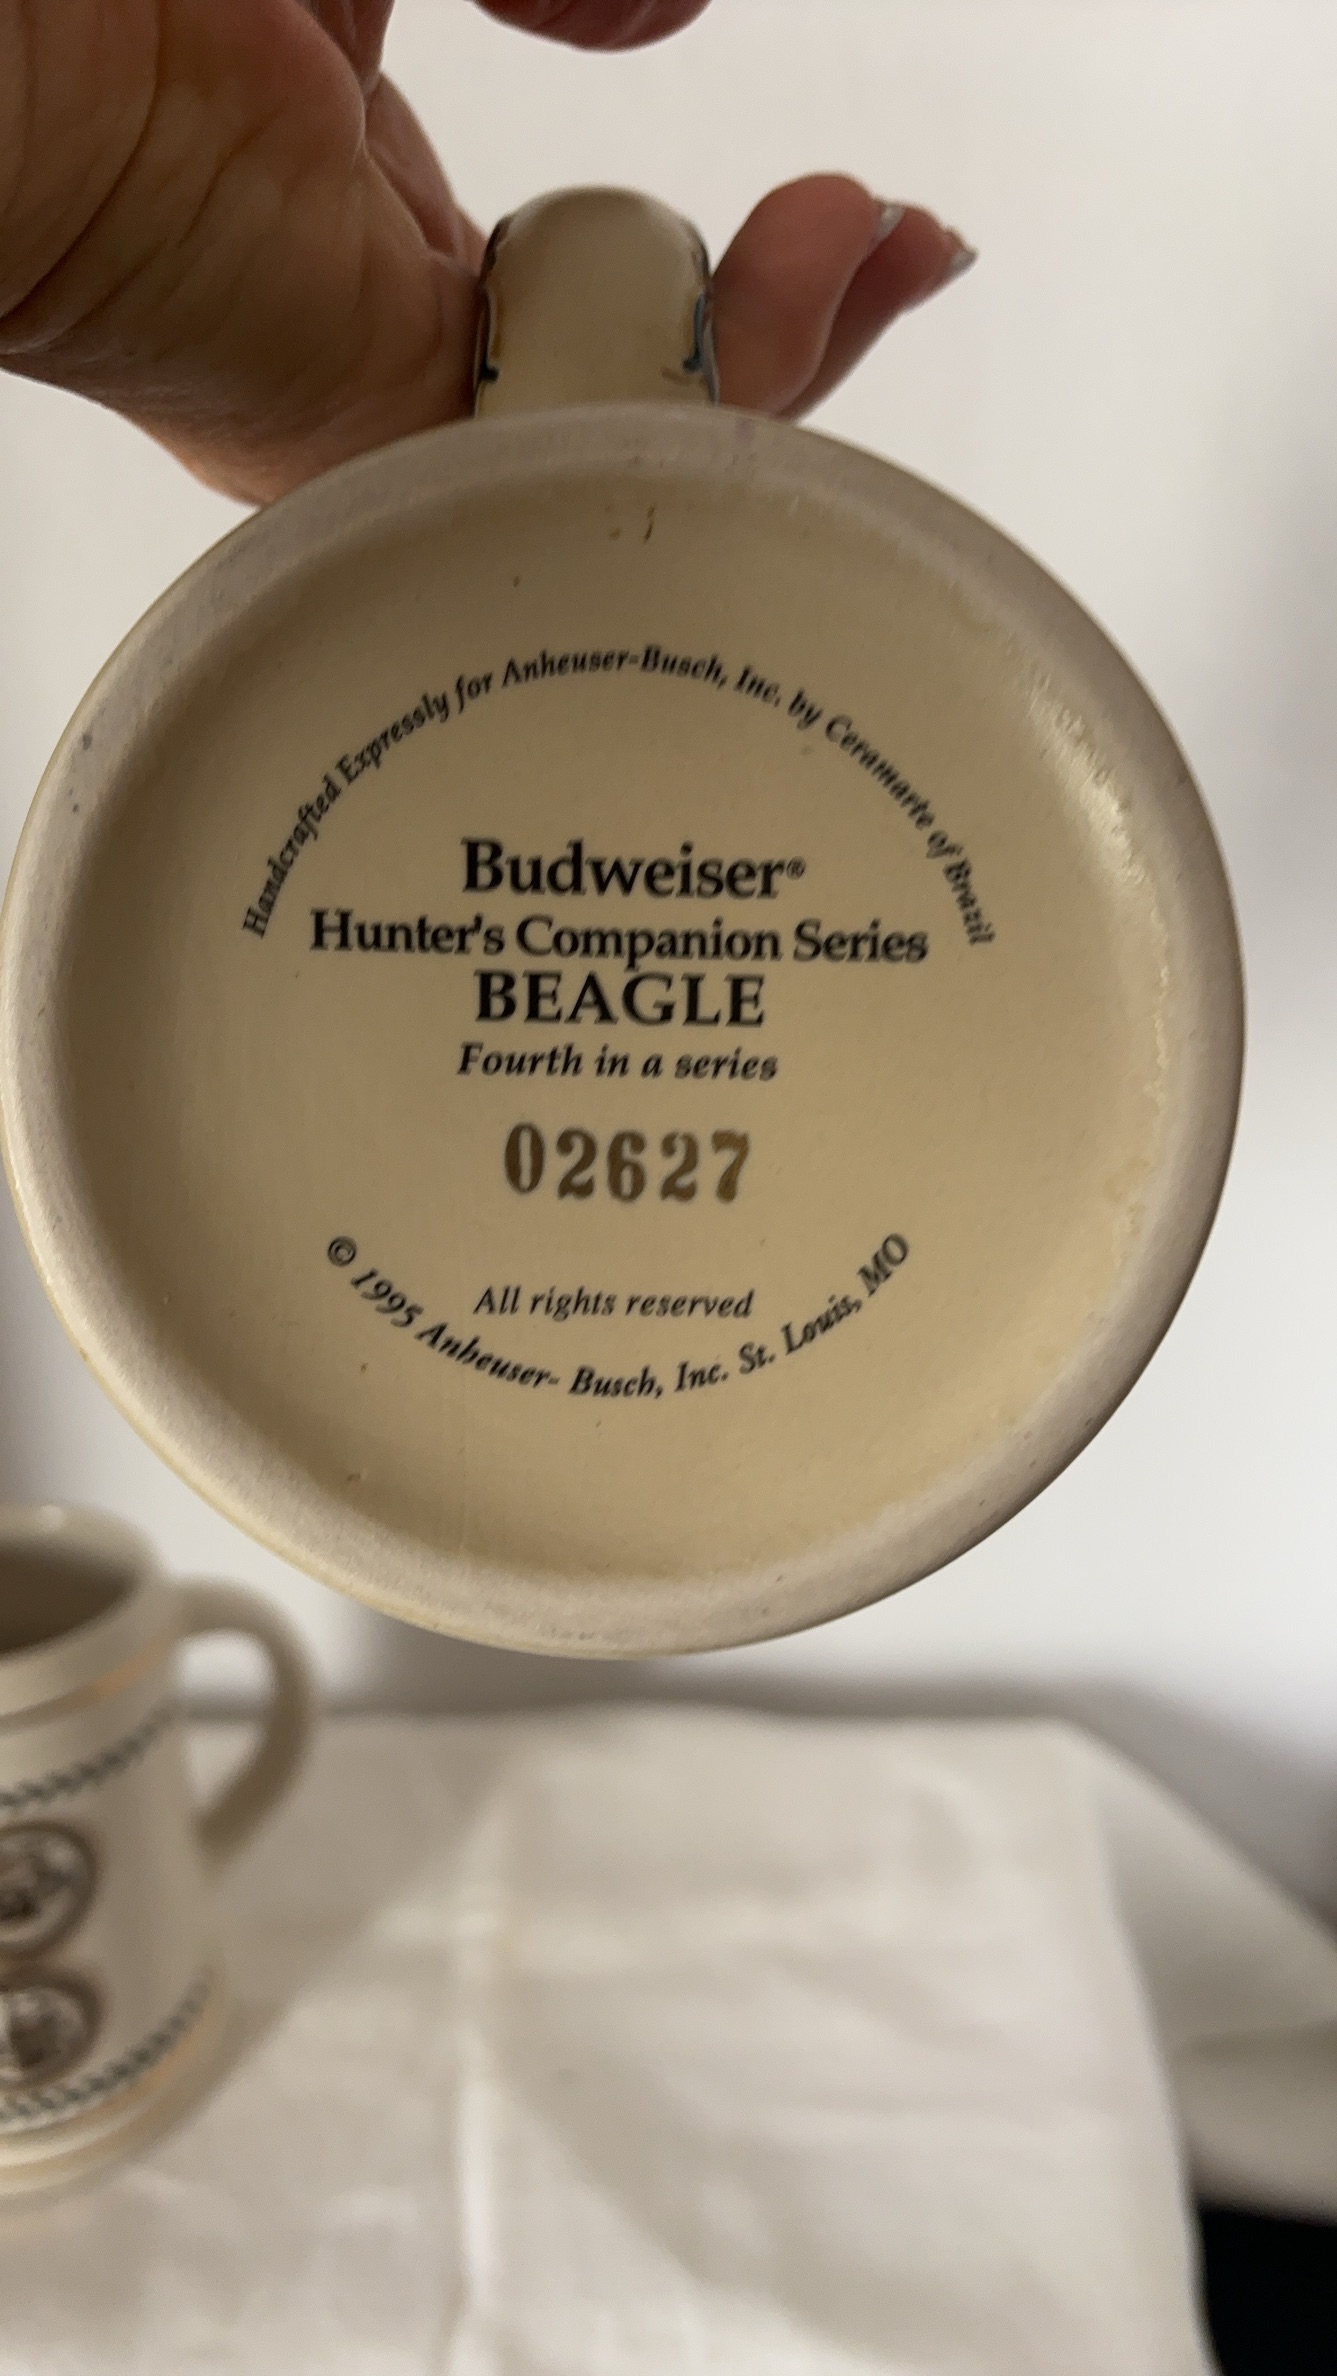 Handcrafted Expressly for Anheuser-Busch, Inc. by Ceramarte of Brazil
Budweiser®
Hunter's Companion Series
BEAGLE
Fourth in a series
02627
All rights reserved
© 1995 Anheuser- Busch, Inc. St. Louis, MO